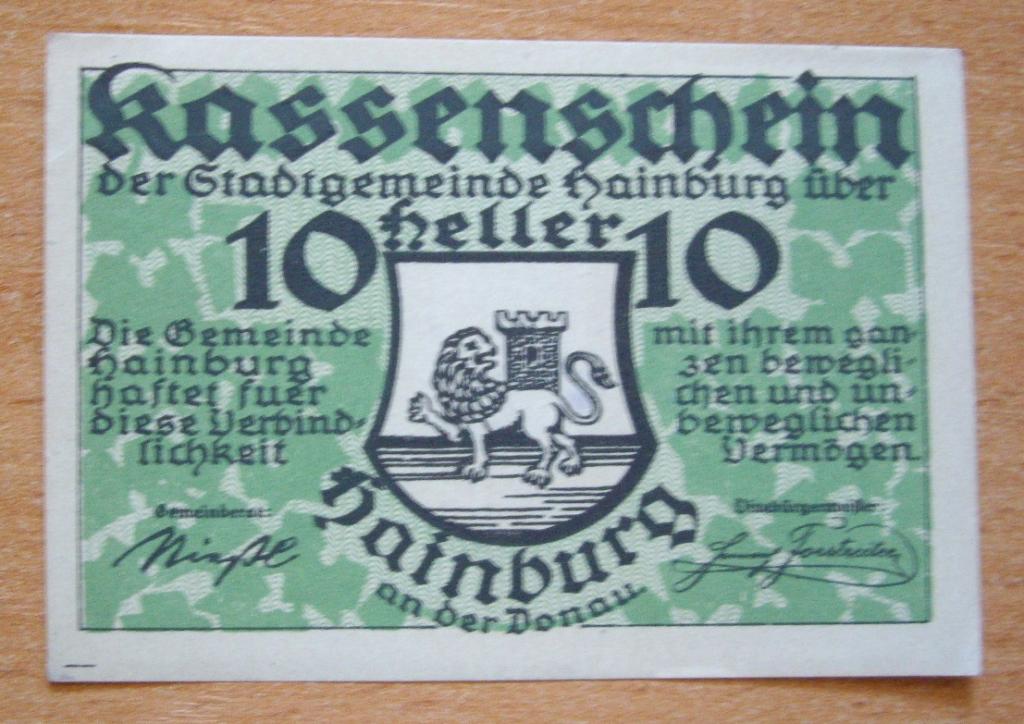 Kassenschein
der Stadtgemeinde Hainburg über
10 Heller 10
Die Gemeinde
Hainburg
haftet fuer
diese Verbind-
lichkeit
mit ihrem gan-
zen bewegli-
chen und un-
beweglichen
Vermögen.
Gemeinderat:
Vizebürgermeister:
Hainburg
an der Donau